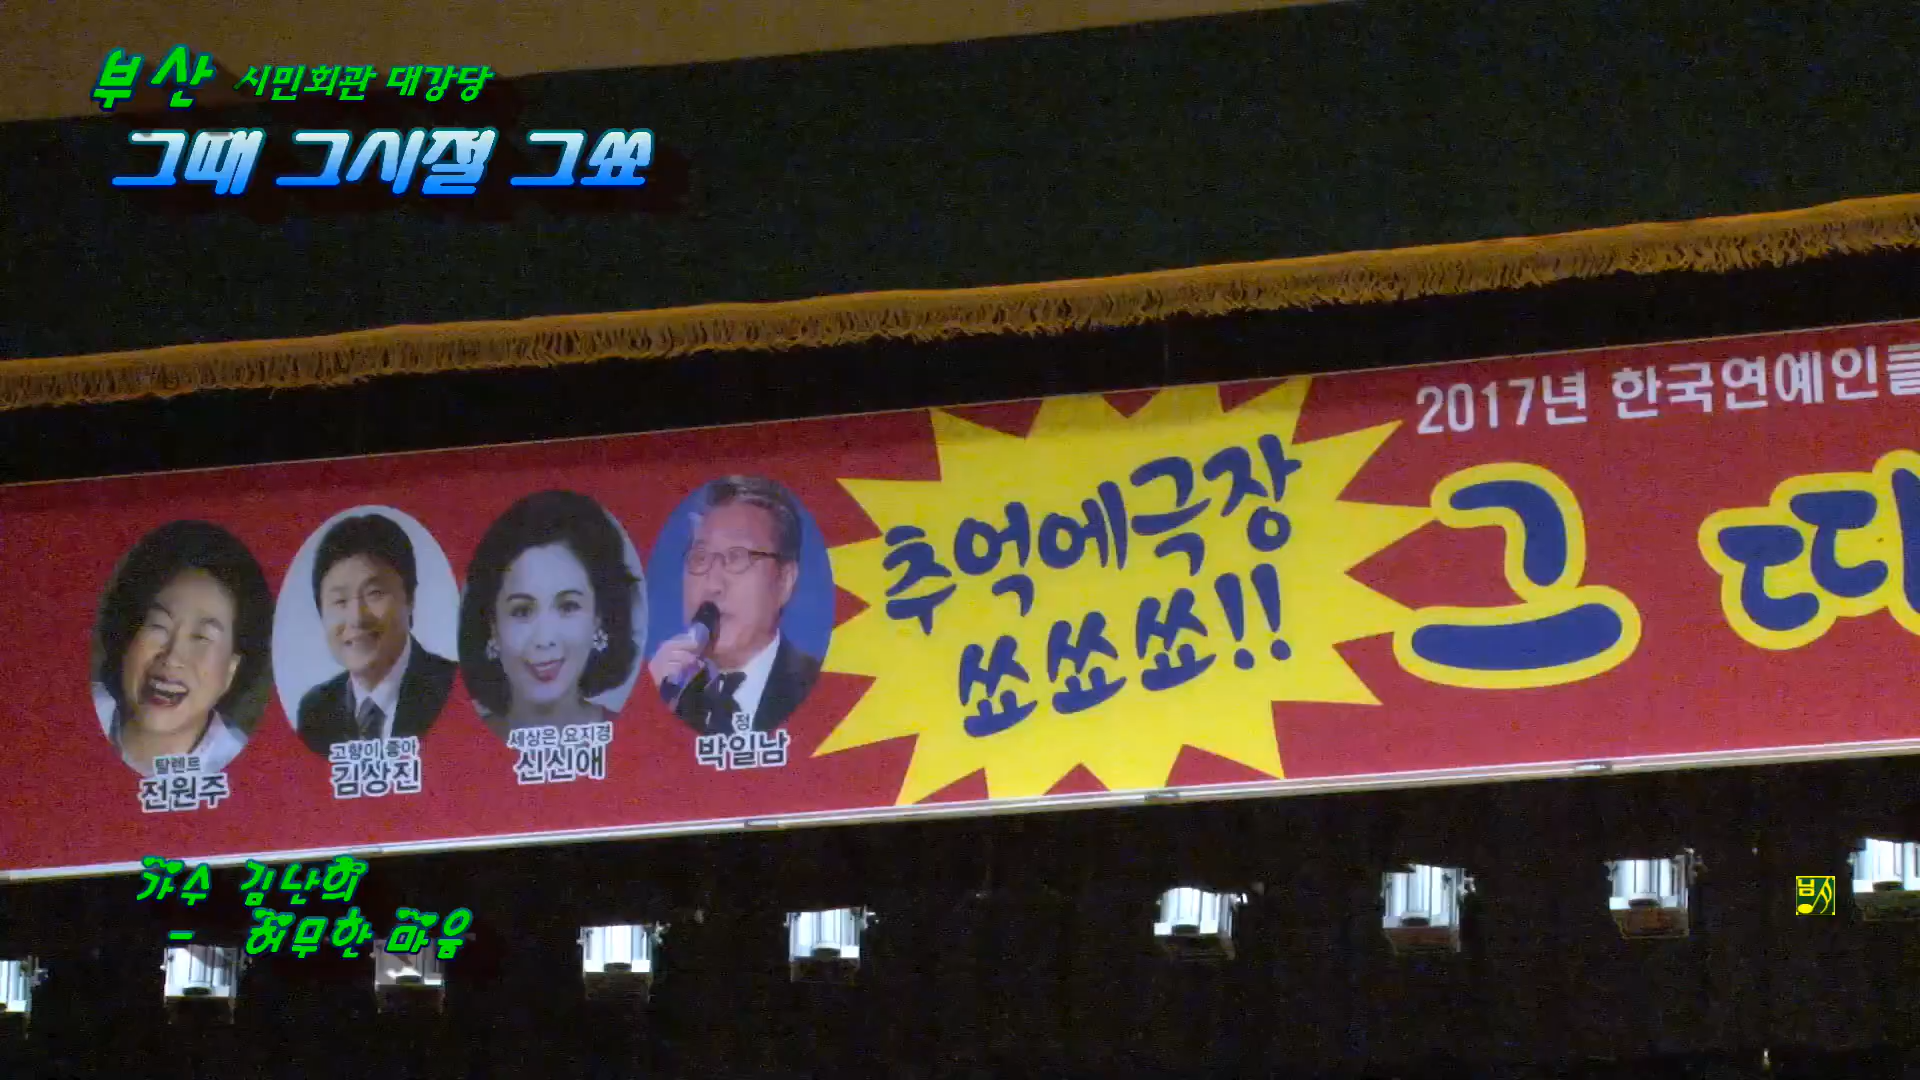 부산 시민회관 대강당
그때 그시절 그쑈
2017년 한국연예인클
추억에극장
쑈쑈쑈!!
그 때
탈렌트
전원주
고향이 좋아
김상진
세상은 요지경
신신애
정
박일남
가수 김난희
- 허무한 마음